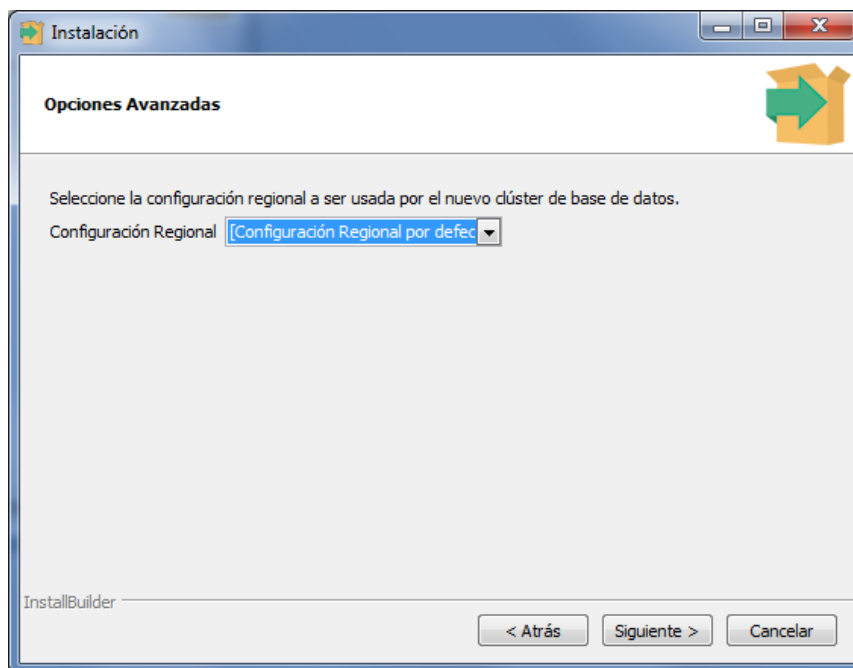 Instalación
Opciones Avanzadas
Seleccione la configuración regional a ser usada por el nuevo clúster de base de datos.
Configuración Regional [Configuración Regional por defec
InstallBuilder
< Atrás Siguiente > Cancelar